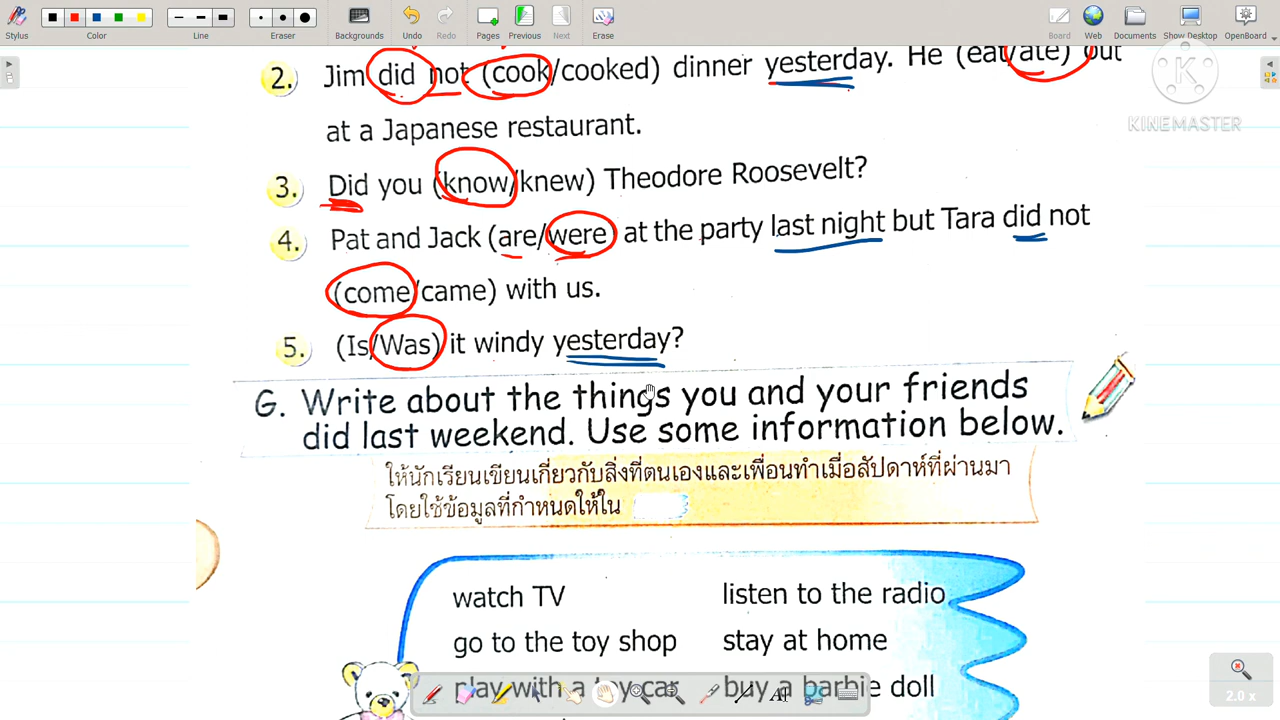 Stylus Color Line Eraser Backgrounds Undo Redo Pages Previous Next Erase Board Web Documents Show Desktop OpenBoard
2. Jim did not (cook/cooked) dinner yesterday. He (eat/ate) out
at a Japanese restaurant.
3. Did you (know/knew) Theodore Roosevelt?
4. Pat and Jack (are/were) at the party last night but Tara did not
(come/came) with us.
5. (Is/Was) it windy yesterday?
G. Write about the things you and your friends
did last weekend. Use some information below.
ให้นักเรียนเขียนเกี่ยวกับสิ่งที่ตนเองและเพื่อนทำเมื่อสัปดาห์ที่ผ่านมา
โดยใช้ข้อมูลที่กำหนดให้ใน
watch TV listen to the radio
go to the toy shop stay at home
play with a toy car buy a barbie doll
K
KINEMASTER
2.0 x